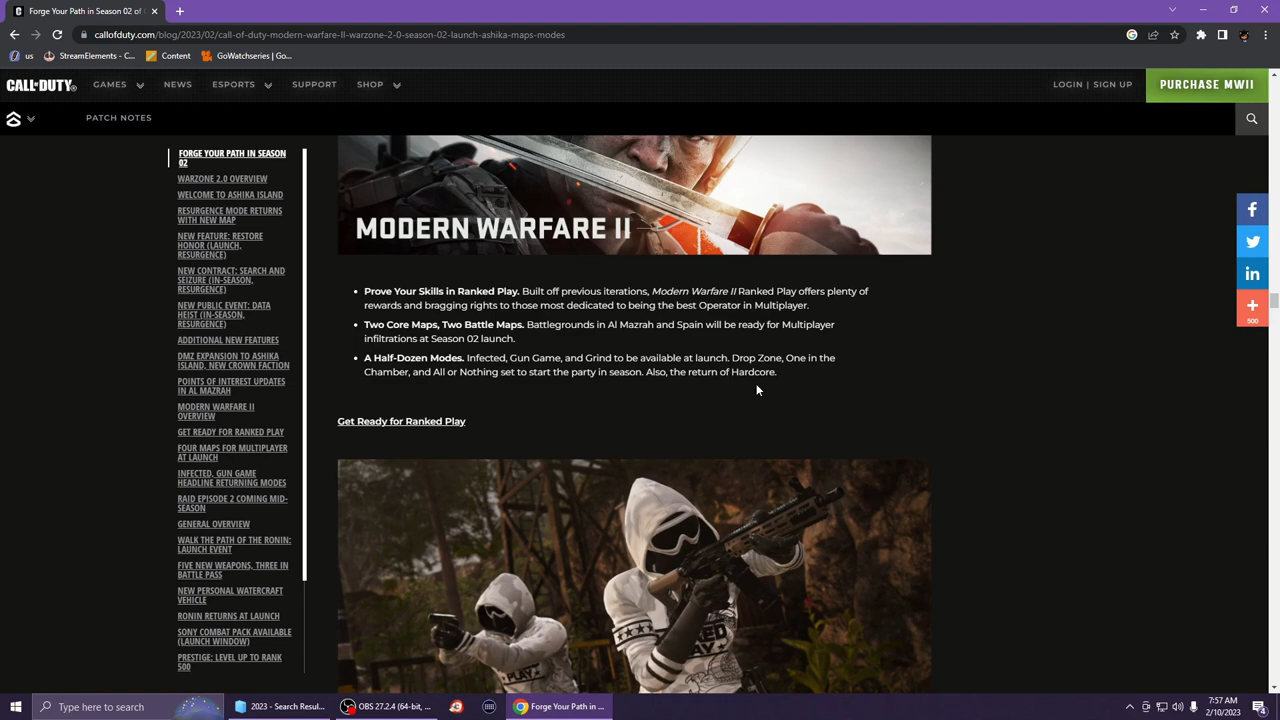 Forge Your Path in Season 02
callofduty.com/blog/2023/02/call-of-duty-modern-warfare-II-warzone-2-0-season-02-launch-ashika-maps-modes
us
StreamElements - C...
Content
GoWatchseries | Go...
CALL OF DUTY
GAMES
NEWS
ESPORTS
SUPPORT
SHOP
LOGIN | SIGN UP
PURCHASE MWII
PATCH NOTES
FORGE YOUR PATH IN SEASON
02
WARZONE 2.0 OVERVIEW
WELCOME TO ASHIKA ISLAND
RESURGENCE MODE RETURNS
WITH NEW MAP
NEW FEATURE: RESTORE
HONOR (LAUNCH,
RESURGENCE)
NEW CONTRACT: SEARCH AND
SEIZURE (IN-SEASON,
RESURGENCE)
NEW PUBLIC EVENT: DATA
HEIST (IN-SEASON,
RESURGENCE)
ADDITIONAL NEW FEATURES
DMZ EXPANSION TO ASHIKA
ISLAND, NEW CROWN FACTION
POINTS OF INTEREST UPDATES
IN AL MAZRAH
MODERN WARFARE II
OVERVIEW
GET READY FOR RANKED PLAY
FOUR MAPS FOR MULTIPLAYER
AT LAUNCH
INFECTED, GUN GAME
HEADLINE RETURNING MODES
RAID EPISODE 2 COMING MID-
SEASON
GENERAL OVERVIEW
WALK THE PATH OF THE RONIN:
LAUNCH EVENT
FIVE NEW WEAPONS, THREE IN
BATTLE PASS
NEW PERSONAL WATERCRAFT
VEHICLE
RONIN RETURNS AT LAUNCH
SONY COMBAT PACK AVAILABLE
(LAUNCH WINDOW)
PRESTIGE: LEVEL UP TO RANK
500
MODERN WARFARE II
Prove Your Skills in Ranked Play. Built off previous iterations, Modern Warfare II Ranked Play offers plenty of
rewards and bragging rights to those most dedicated to being the best Operator in Multiplayer.
Two Core Maps, Two Battle Maps. Battlegrounds in Al Mazrah and Spain will be ready for Multiplayer
infiltrations at Season 02 launch.
A Half-Dozen Modes. Infected, Gun Game, and Grind to be available at launch. Drop Zone, One in the
Chamber, and All or Nothing set to start the party in season. Also, the return of Hardcore.
Get Ready for Ranked Play
PLAY
500
Type here to search
2023 - Search Resul...
OBS 27.2.4 (64-bit, ...
Forge Your Path in ...
7:57 AM
2/10/2023
4